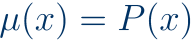 μ(x) = P(x)